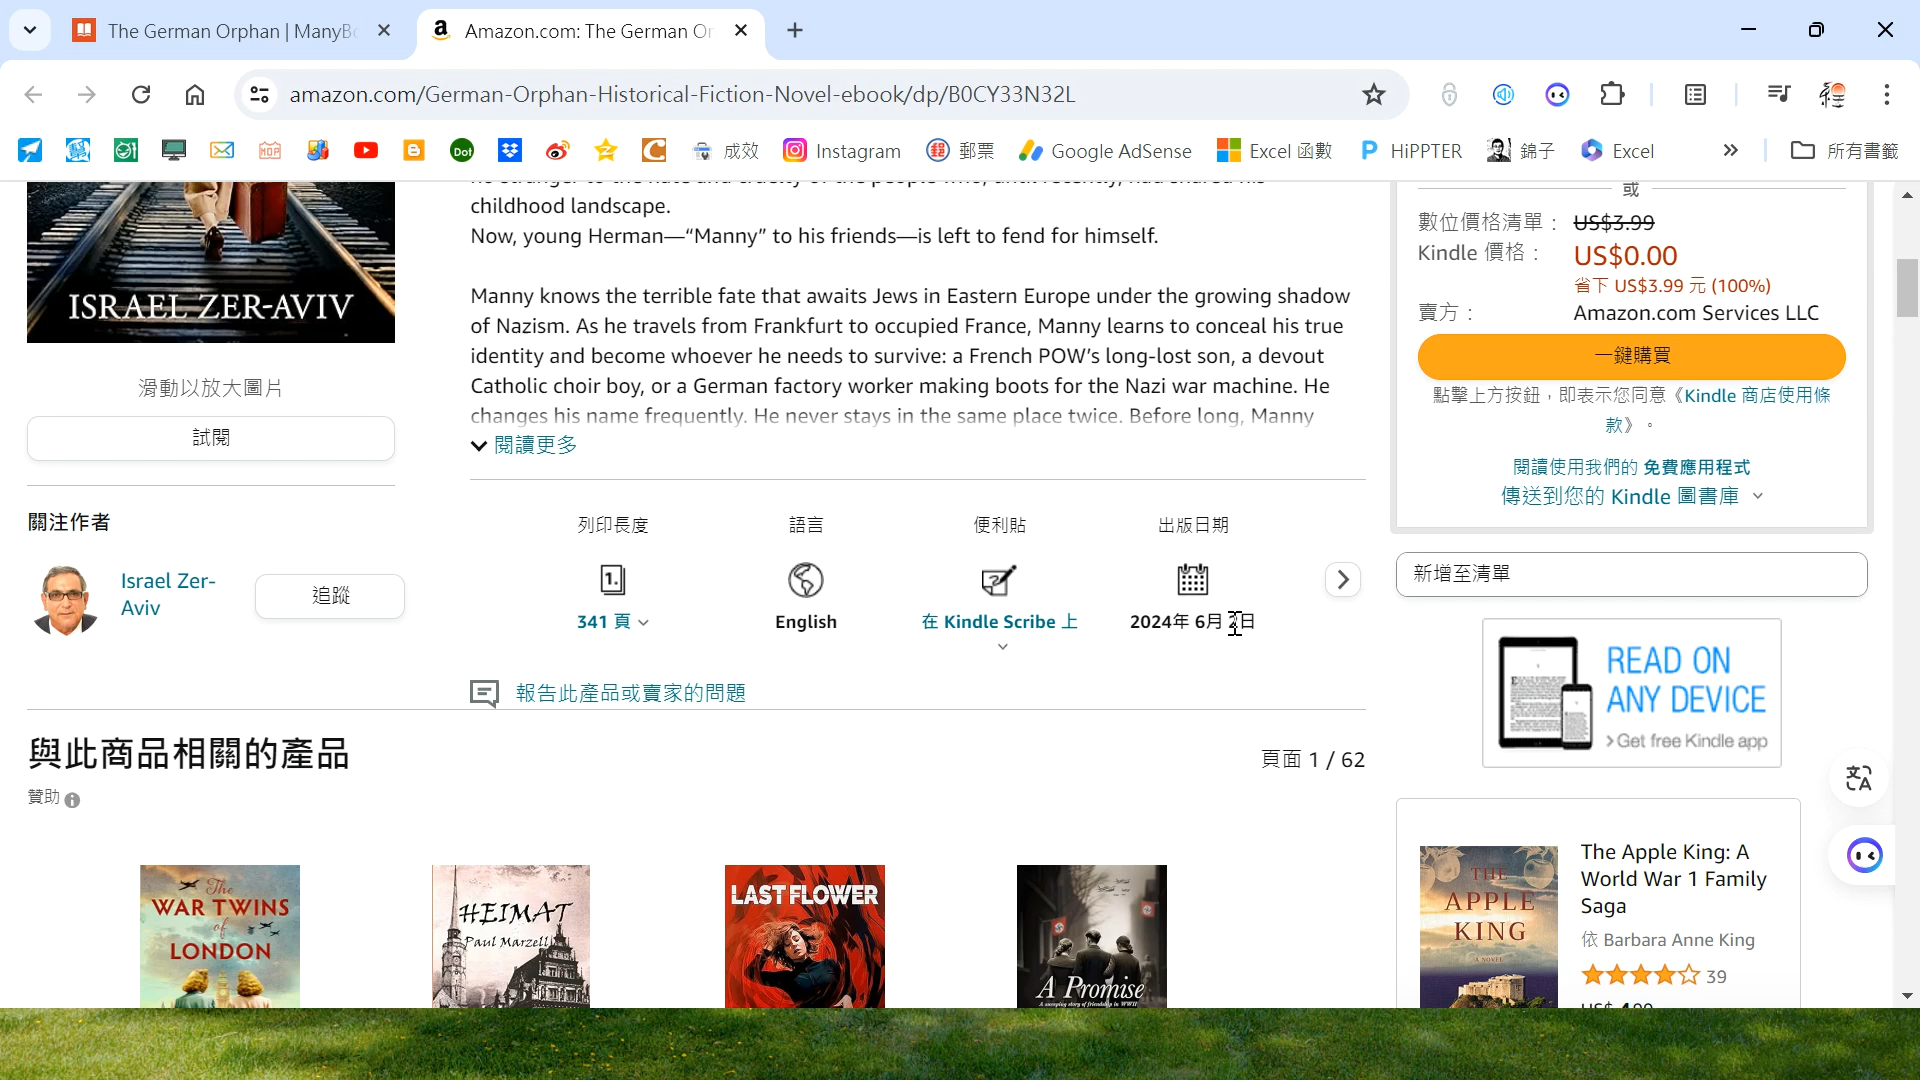 The German Orphan | ManyB
Amazon.com: The German Or
amazon.com/German-Orphan-Historical-Fiction-Novel-ebook/dp/B0CY33N32L
成效
Instagram
郵票
Google AdSense
Excel 函數
HiPPTER
錦子
Excel
所有書籤
childhood landscape.
Now, young Herman—“Manny” to his friends—is left to fend for himself.
Manny knows the terrible fate that awaits Jews in Eastern Europe under the growing shadow
of Nazism. As he travels from Frankfurt to occupied France, Manny learns to conceal his true
identity and become whoever he needs to survive: a French POW’s long-lost son, a devout
Catholic choir boy, or a German factory worker making boots for the Nazi war machine. He
changes his name frequently. He never stays in the same place twice. Before long, Manny
閱讀更多
ISRAEL ZER-AVIV
滑動以放大圖片
試閱
關注作者
Israel Zer-
Aviv
追蹤
列印長度
341 頁
語言
English
便利貼
在 Kindle Scribe 上
出版日期
2024年 6月 2日
報告此產品或賣家的問題
或
數位價格清單： US$3.99
Kindle 價格： US$0.00
省下 US$3.99 元 (100%)
賣方： Amazon.com Services LLC
一鍵購買
點擊上方按鈕，即表示您同意《Kindle 商店使用條
款》。
閱讀使用我們的 免費應用程式
傳送到您的 Kindle 圖書庫
新增至清單
READ ON
ANY DEVICE
>Get free Kindle app
與此商品相關的產品
頁面 1 / 62
贊助
The
WAR TWINS
of
LONDON
HEIMAT
Paul Marzell
LAST FLOWER
A Promise
THE
APPLE
KING
A NOVEL
The Apple King: A
World War 1 Family
Saga
依 Barbara Anne King
39